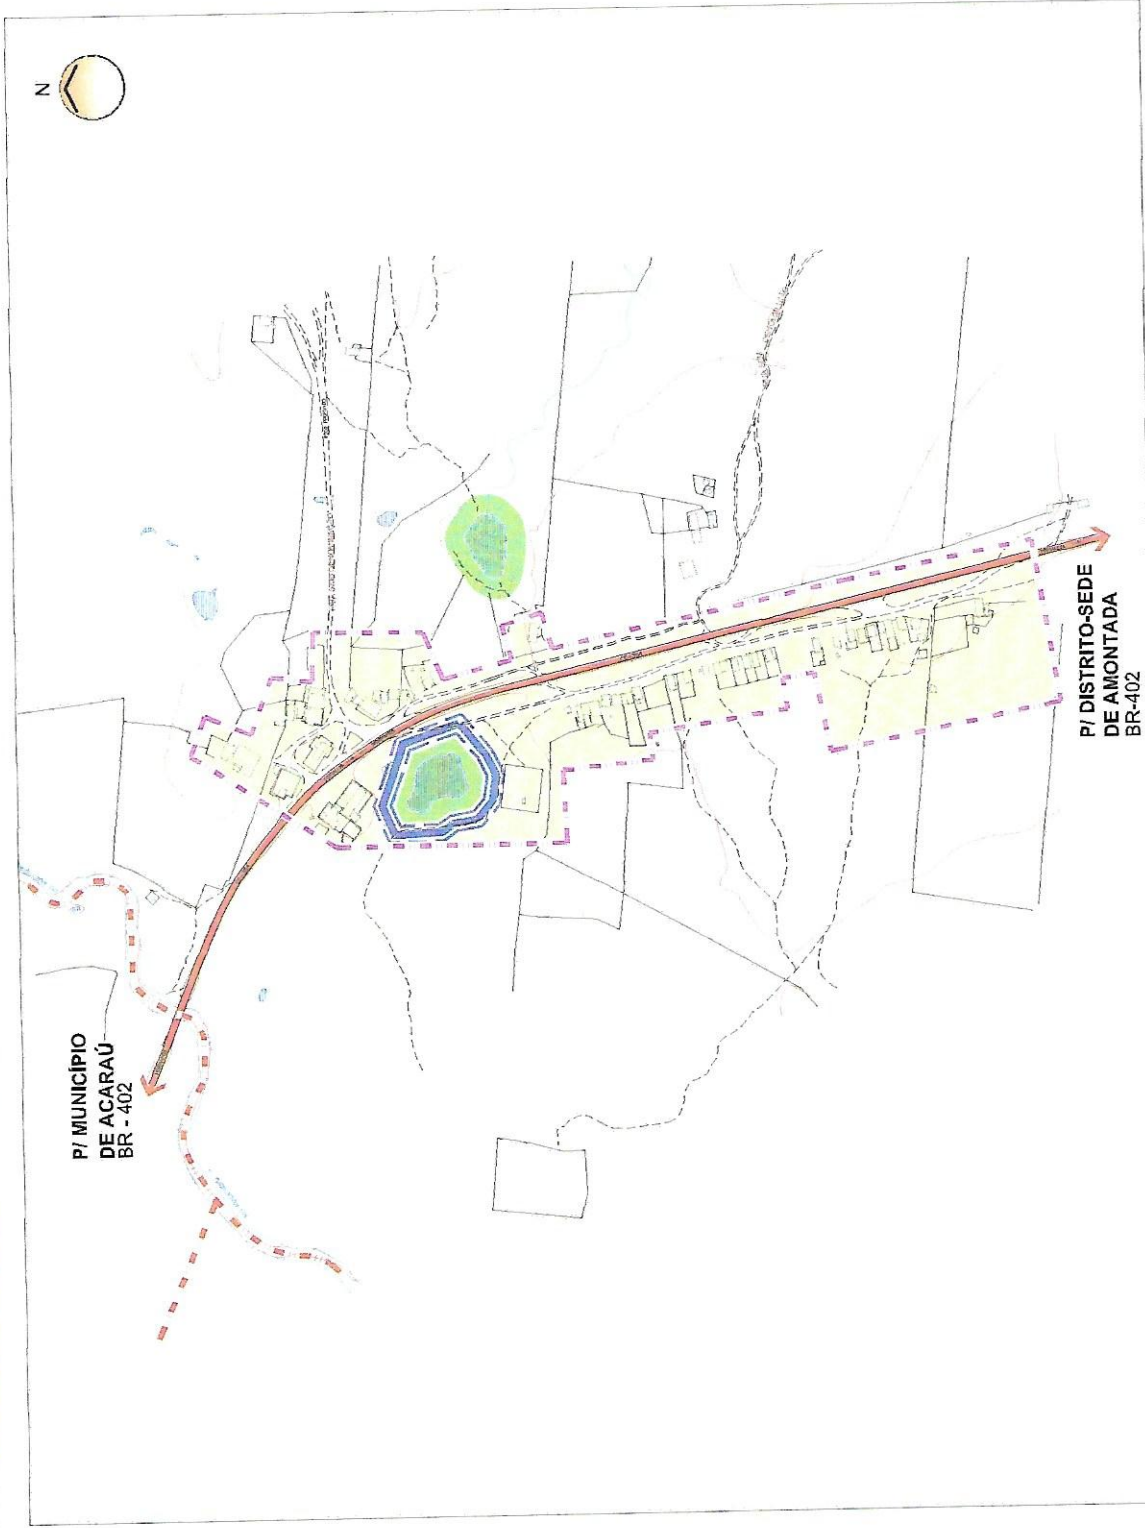 N
P/ MUNICÍPIO
DE ACARAÚ
BR - 402
P/ DISTRITO-SEDE
DE AMONTADA
BR-402